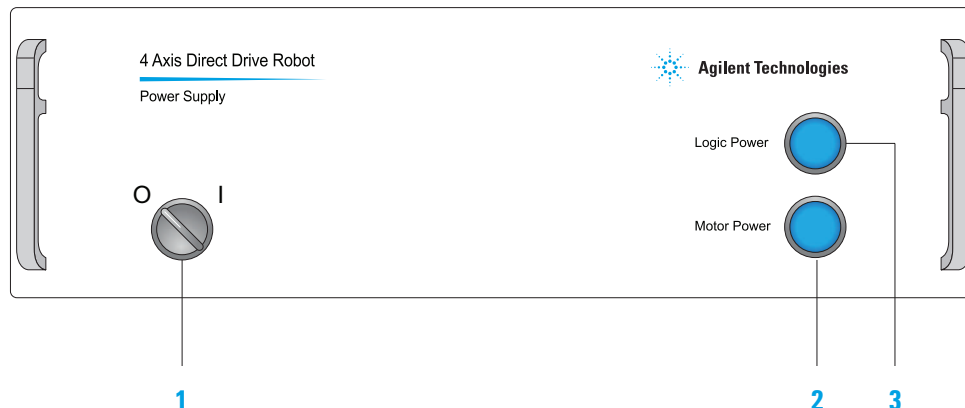 4 Axis Direct Drive Robot
Power Supply
Agilent Technologies
Logic Power
Motor Power
O I
1
2
3